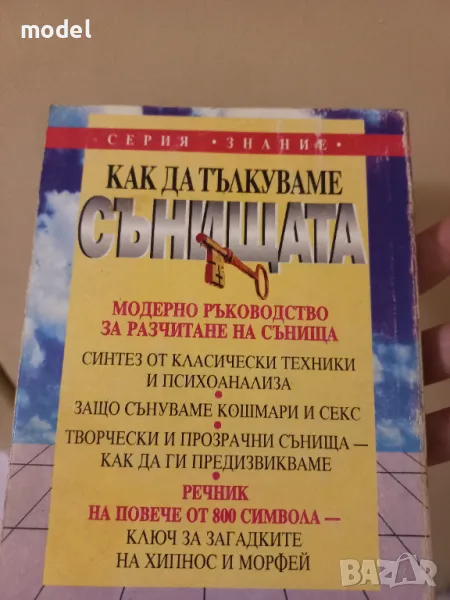 model
СЕРИЯ • ЗНАНИЕ •
КАК ДА ТЪЛКУВАМЕ
СЪНИЩАТА
МОДЕРНО РЪКОВОДСТВО
ЗА РАЗЧИТАНЕ НА СЪНИЩА
СИНТЕЗ ОТ КЛАСИЧЕСКИ ТЕХНИКИ
И ПСИХОАНАЛИЗА
•
ЗАЩО СЪНУВАМЕ КОШМАРИ И СЕКС
•
ТВОРЧЕСКИ И ПРОЗРАЧНИ СЪНИЩА —
КАК ДА ГИ ПРЕДИЗВИКВАМЕ
•
РЕЧНИК
НА ПОВЕЧЕ ОТ 800 СИМВОЛА —
КЛЮЧ ЗА ЗАГАДКИТЕ
НА ХИПНОС И МОРФЕЙ
BAZAR